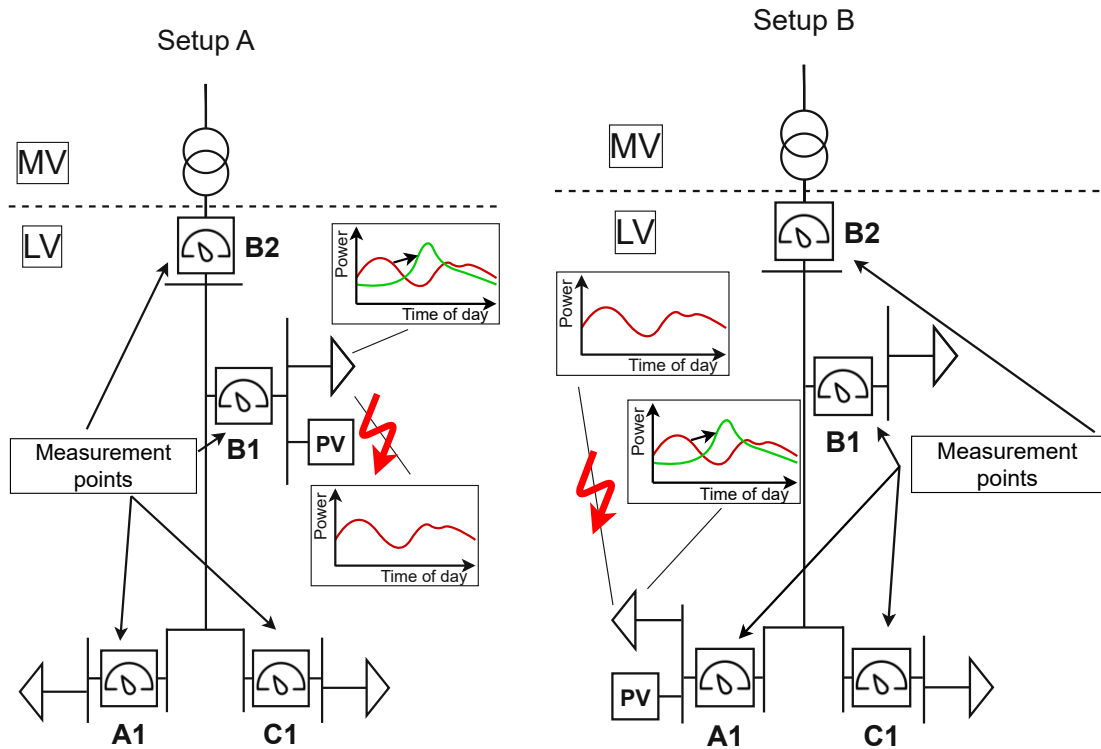 Setup A
MV
LV
B2
Power
Time of day
B1
PV
Measurement
points
Power
Time of day
A1
C1
Setup B
MV
LV
B2
Power
Time of day
B1
Power
Time of day
Measurement
points
PV
A1
C1